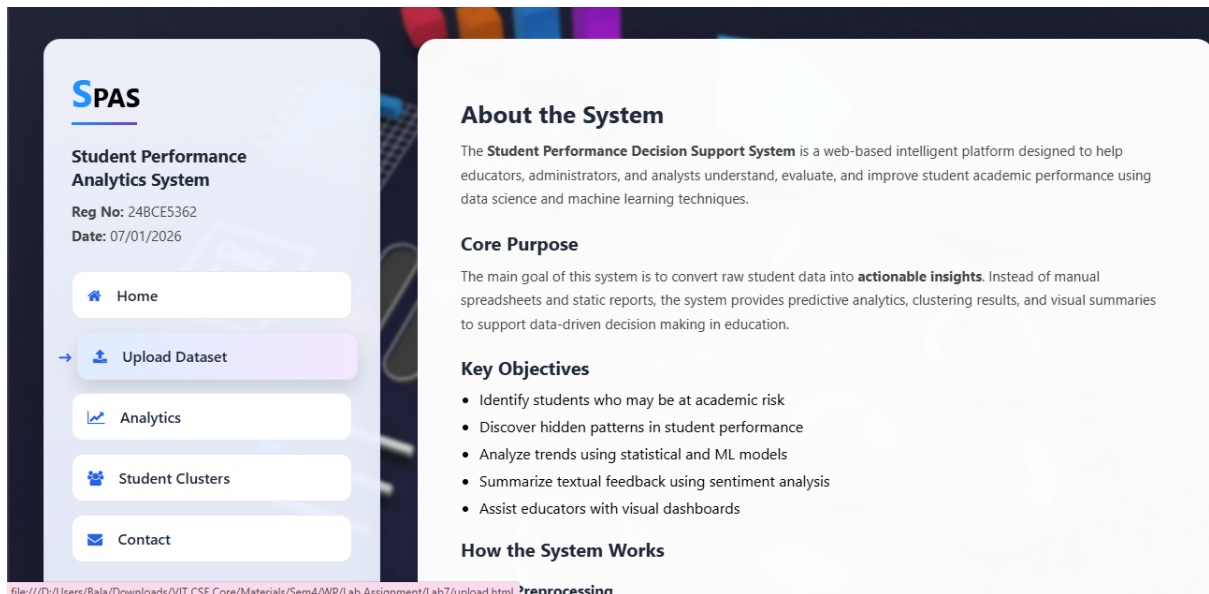 SPAS
Student Performance
Analytics System
Reg No: 24BCE5362
Date: 07/01/2026
Home
→ Upload Dataset
Analytics
Student Clusters
Contact
About the System
The Student Performance Decision Support System is a web-based intelligent platform designed to help
educators, administrators, and analysts understand, evaluate, and improve student academic performance using
data science and machine learning techniques.
Core Purpose
The main goal of this system is to convert raw student data into actionable insights. Instead of manual
spreadsheets and static reports, the system provides predictive analytics, clustering results, and visual summaries
to support data-driven decision making in education.
Key Objectives
• Identify students who may be at academic risk
• Discover hidden patterns in student performance
• Analyze trends using statistical and ML models
• Summarize textual feedback using sentiment analysis
• Assist educators with visual dashboards
How the System Works
Preprocessing
file:///D:/Users/Bala/Downloads/VIT CSE Core/Materials/Sem4/WP/Lab Assignment/Lab7/upload.html